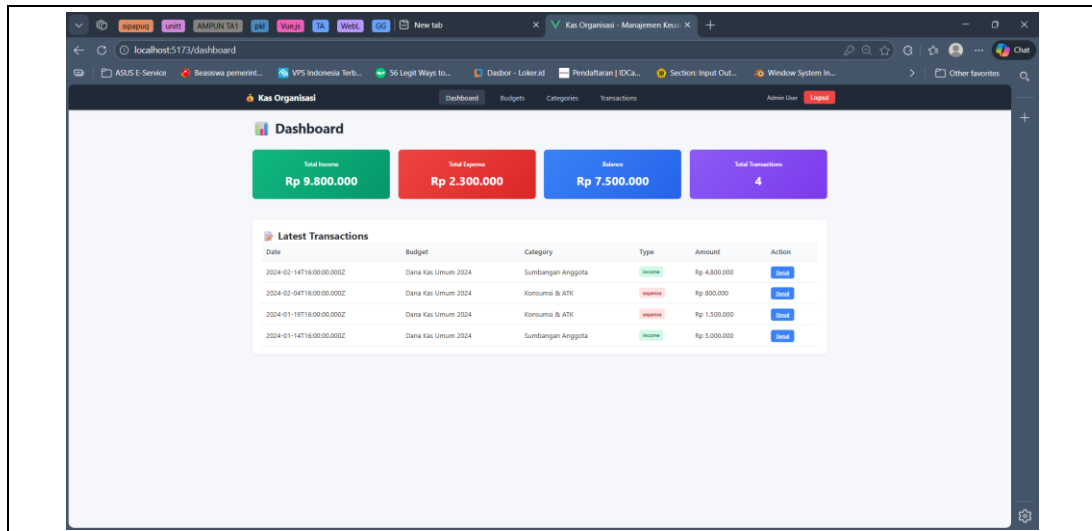 sipapuq unitt AMPUN TA1 pkl Vue.js TA WebL GG New tab Kas Organisasi - Manajemen Keua
localhost:5173/dashboard Chat
ASUS E-Service Beasiswa pemerint... VPS Indonesia Terb... 56 Legit Ways to... Dasbor - Loker.id Pendaftaran | IDCa... Section: Input Out... Window System In... Other favorites
Kas Organisasi Dashboard Budgets Categories Transactions Admin User Logout
Dashboard
Total Income Total Expense Balance Total Transactions
Rp 9.800.000 Rp 2.300.000 Rp 7.500.000 4
Latest Transactions
Date Budget Category Type Amount Action
2024-02-14T16:00:00.000Z Dana Kas Umum 2024 Sumbangan Anggota income Rp 4.800.000 Detail
2024-02-04T16:00:00.000Z Dana Kas Umum 2024 Konsumsi & ATK expense Rp 800.000 Detail
2024-01-19T16:00:00.000Z Dana Kas Umum 2024 Konsumsi & ATK expense Rp 1.500.000 Detail
2024-01-14T16:00:00.000Z Dana Kas Umum 2024 Sumbangan Anggota income Rp 5.000.000 Detail